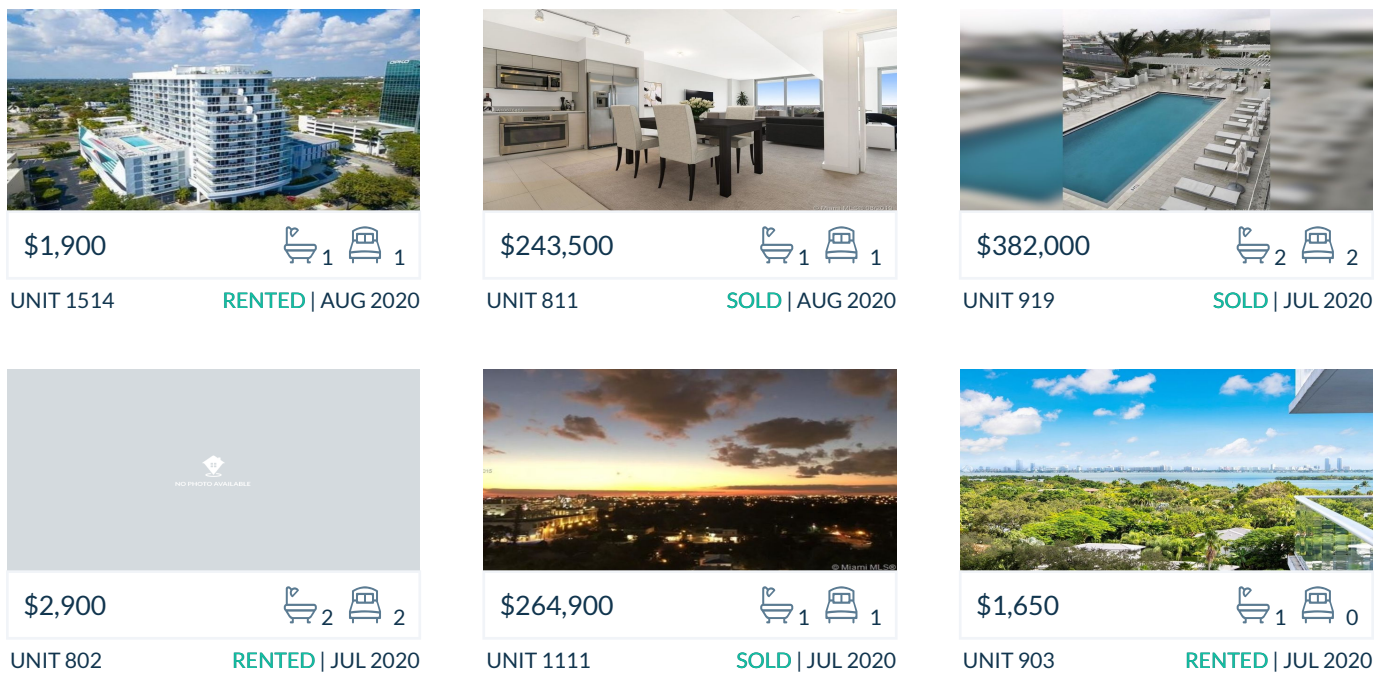 $1,900 1 1
UNIT 1514 RENTED | AUG 2020
$243,500 1 1
UNIT 811 SOLD | AUG 2020
$382,000 2 2
UNIT 919 SOLD | JUL 2020
NO PHOTO AVAILABLE
$2,900 2 2
UNIT 802 RENTED | JUL 2020
© Miami MLS®
$264,900 1 1
UNIT 1111 SOLD | JUL 2020
$1,650 1 0
UNIT 903 RENTED | JUL 2020